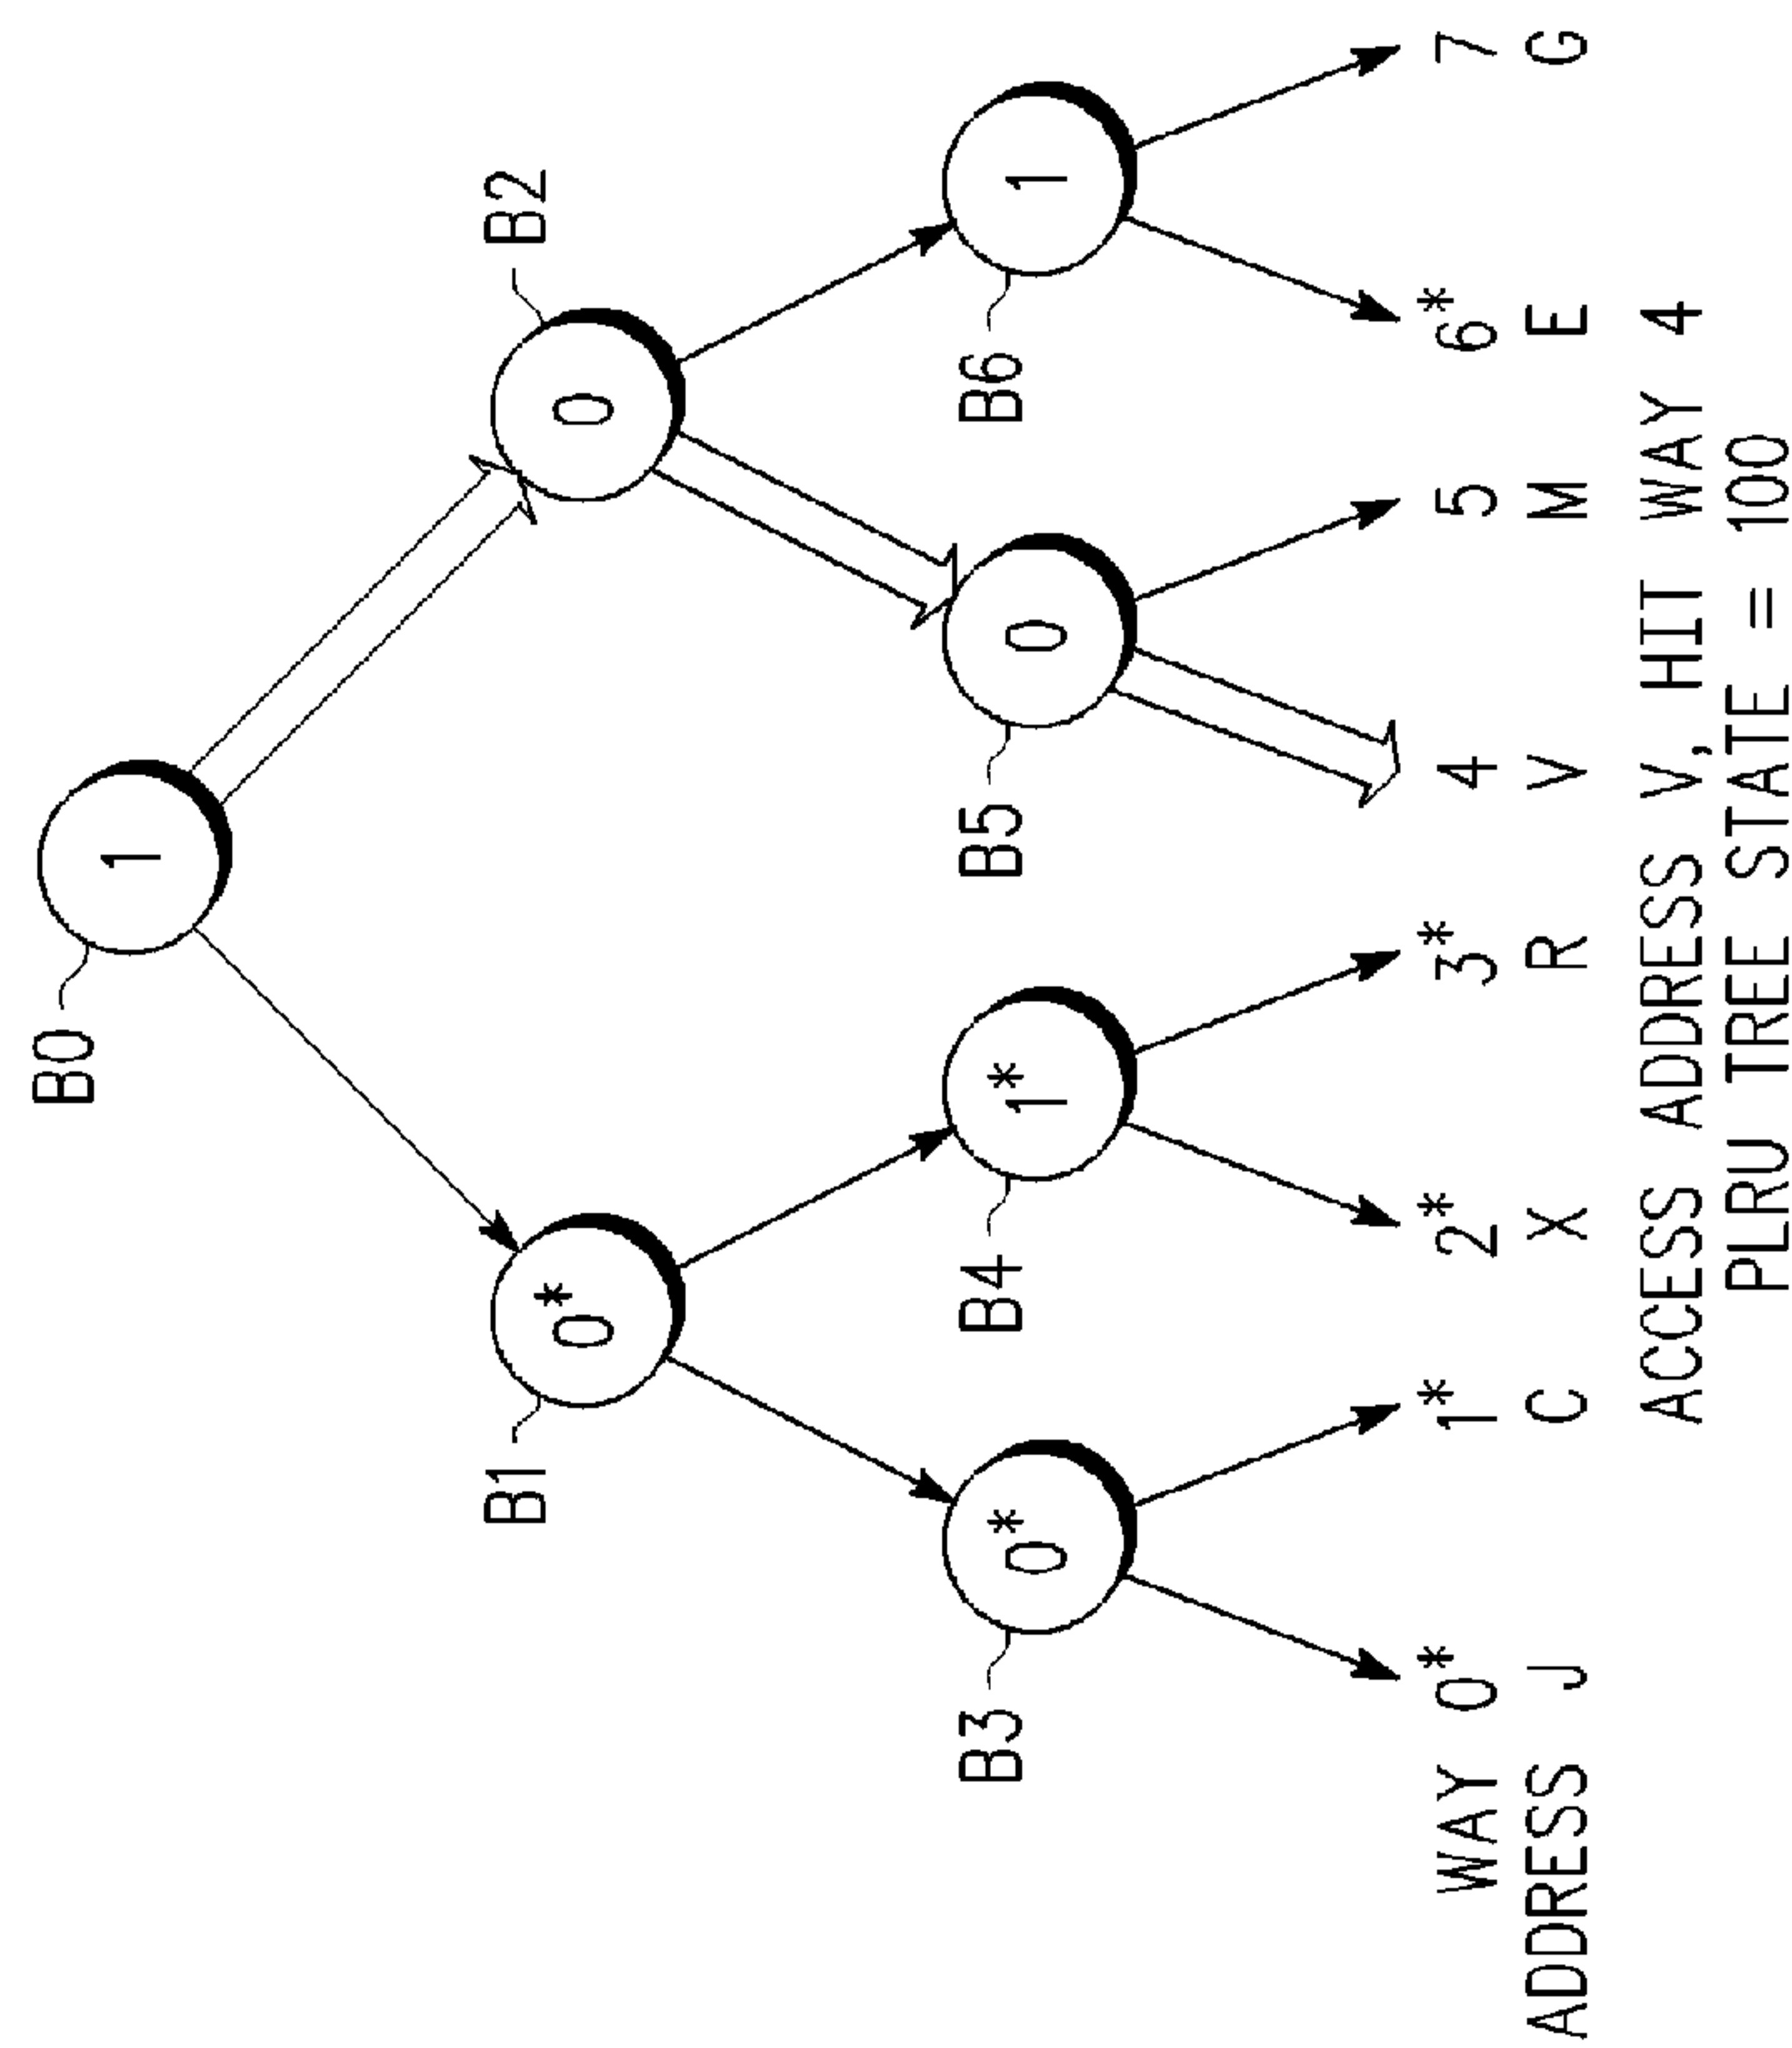 B0
1
B1
0*
0
B2
B3
0*
B4
1*
B5
0
B6
1
WAY 0* 1* 2* 3* 4 5 6* 7
ADDRESS J C X R V M E G
ACCESS ADDRESS V, HIT WAY 4
PLRU TREE STATE = 100